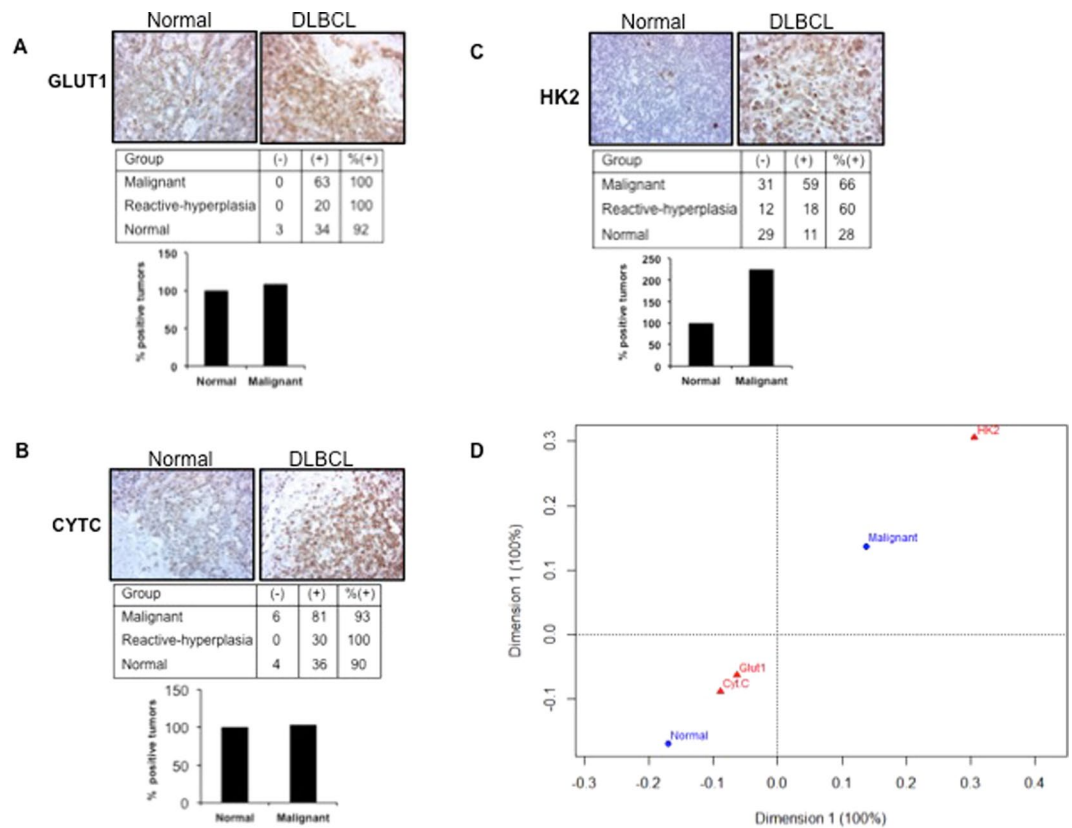 A
Normal DLBCL
GLUT1
Group (-) (+) %(+)
Malignant 0 63 100
Reactive-hyperplasia 0 20 100
Normal 3 34 92
% positive tumors
150
100
50
0
Normal Malignant
C
Normal DLBCL
HK2
Group (-) (+) %(+)
Malignant 31 59 66
Reactive-hyperplasia 12 18 60
Normal 29 11 28
% positive tumors
250
200
150
100
50
0
Normal Malignant
B
Normal DLBCL
CYTC
Group (-) (+) %(+)
Malignant 6 81 93
Reactive-hyperplasia 0 30 100
Normal 4 36 90
% positive tumors
150
100
50
0
Normal Malignant
D
Dimension 1 (100%)
0.3
0.2
0.1
0.0
-0.1
HK2
Malignant
Glut1
Cyt.C
Normal
-0.3 -0.2 -0.1 0.0 0.1 0.2 0.3 0.4
Dimension 1 (100%)